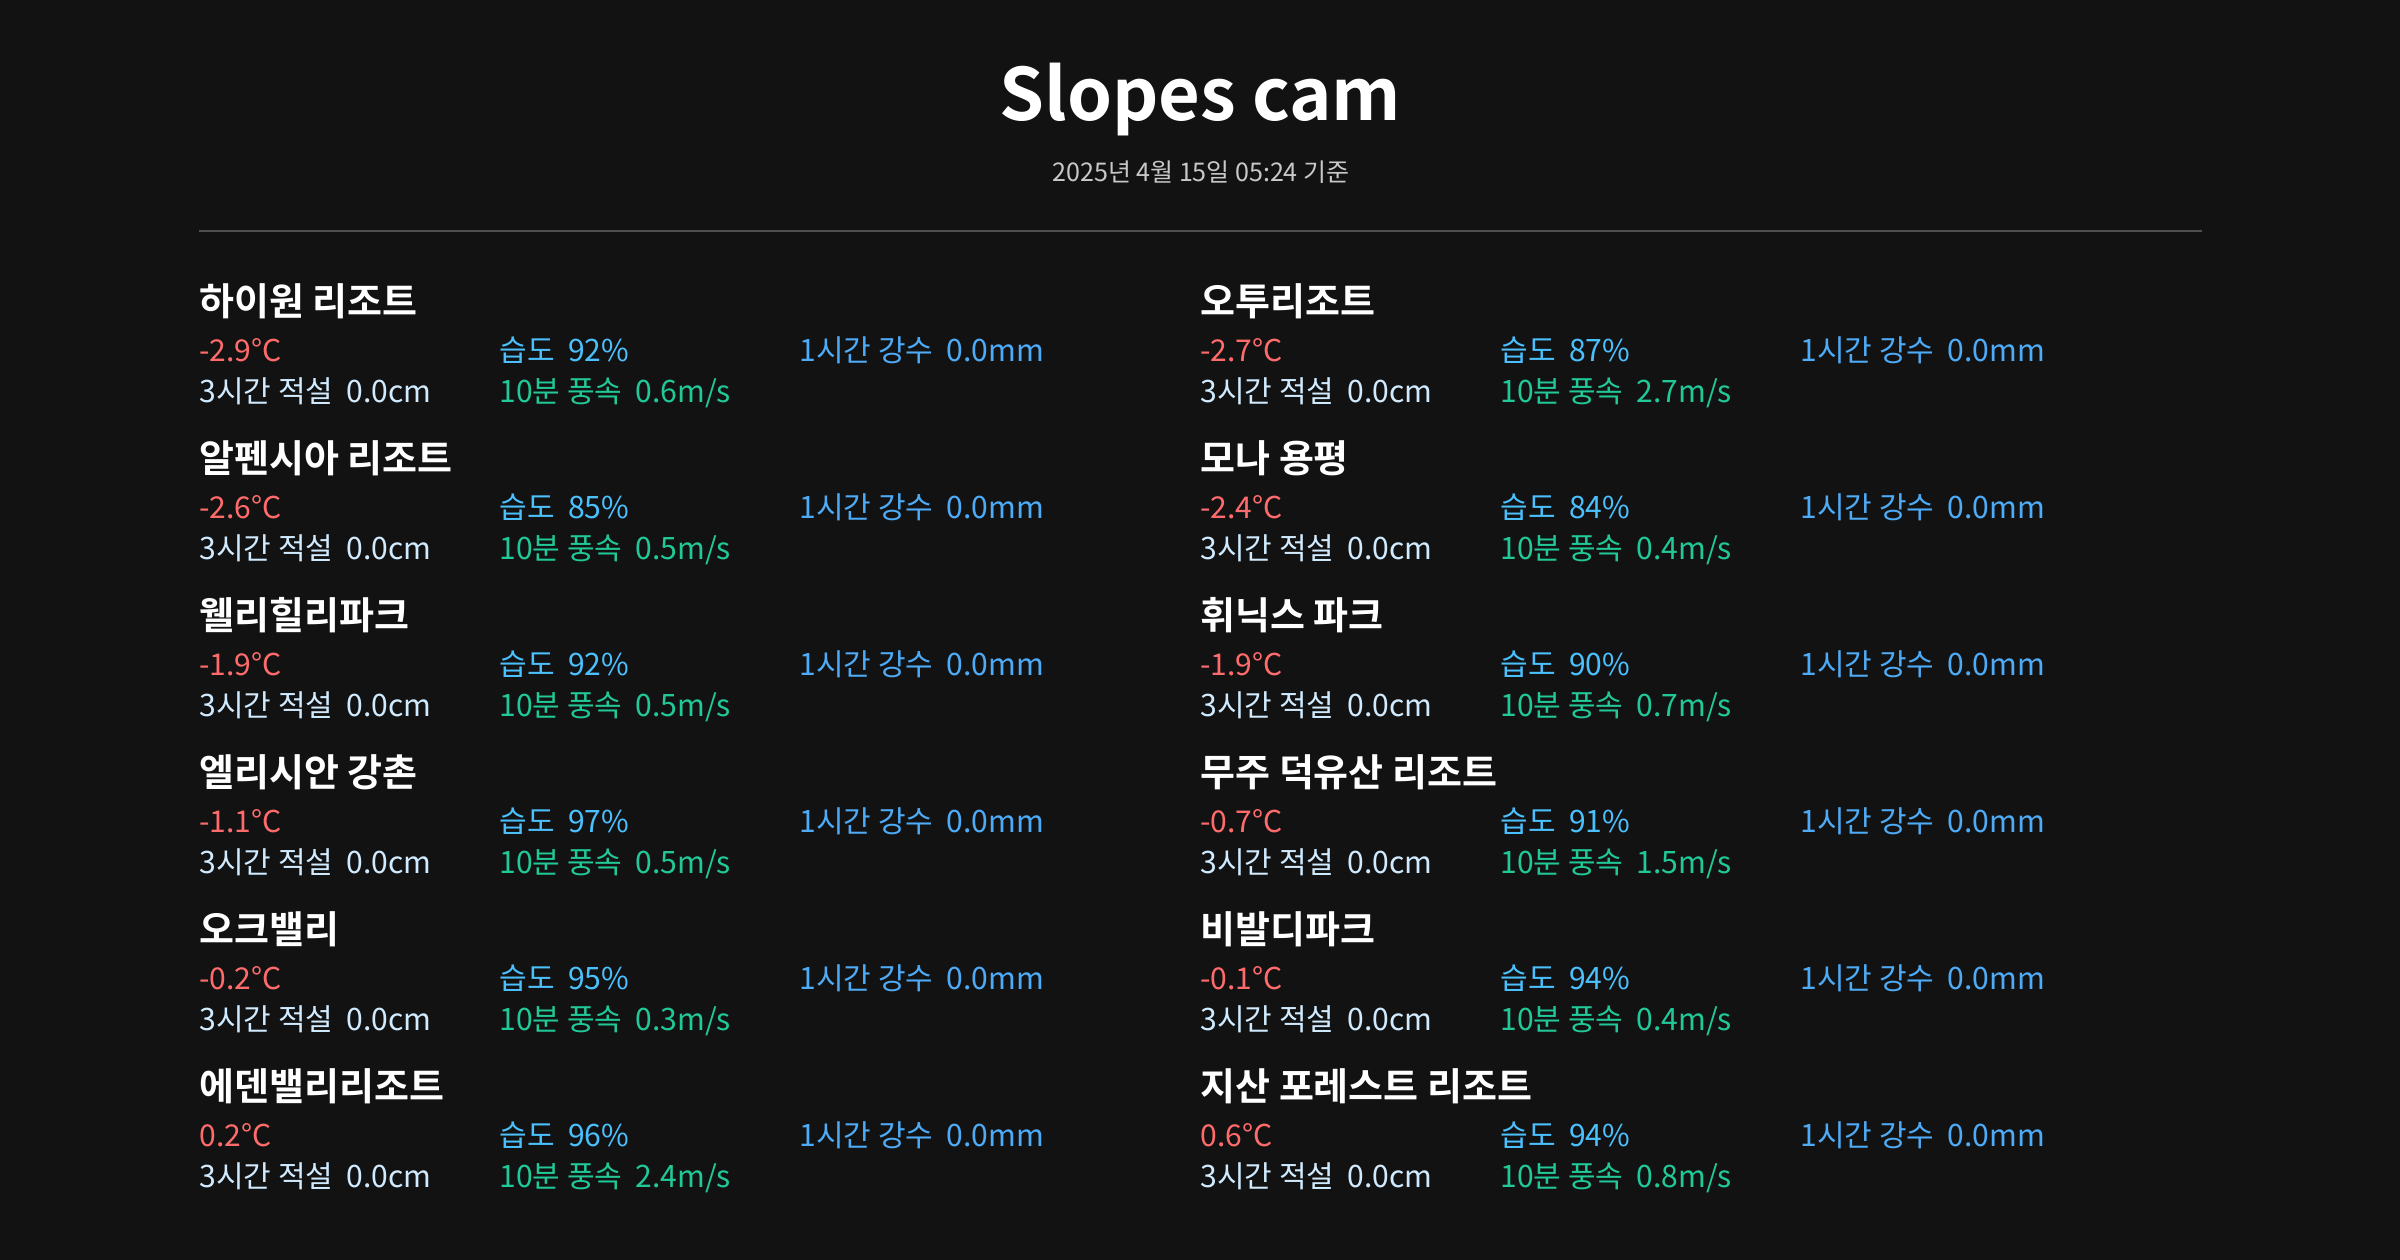 Slopes cam
2025년 4월 15일 05:24 기준
하이원 리조트
-2.9°C 습도 92% 1시간 강수 0.0mm
3시간 적설 0.0cm 10분 풍속 0.6m/s
오투리조트
-2.7°C 습도 87% 1시간 강수 0.0mm
3시간 적설 0.0cm 10분 풍속 2.7m/s
알펜시아 리조트
-2.6°C 습도 85% 1시간 강수 0.0mm
3시간 적설 0.0cm 10분 풍속 0.5m/s
모나 용평
-2.4°C 습도 84% 1시간 강수 0.0mm
3시간 적설 0.0cm 10분 풍속 0.4m/s
웰리힐리파크
-1.9°C 습도 92% 1시간 강수 0.0mm
3시간 적설 0.0cm 10분 풍속 0.5m/s
휘닉스 파크
-1.9°C 습도 90% 1시간 강수 0.0mm
3시간 적설 0.0cm 10분 풍속 0.7m/s
엘리시안 강촌
-1.1°C 습도 97% 1시간 강수 0.0mm
3시간 적설 0.0cm 10분 풍속 0.5m/s
무주 덕유산 리조트
-0.7°C 습도 91% 1시간 강수 0.0mm
3시간 적설 0.0cm 10분 풍속 1.5m/s
오크밸리
-0.2°C 습도 95% 1시간 강수 0.0mm
3시간 적설 0.0cm 10분 풍속 0.3m/s
비발디파크
-0.1°C 습도 94% 1시간 강수 0.0mm
3시간 적설 0.0cm 10분 풍속 0.4m/s
에덴밸리리조트
0.2°C 습도 96% 1시간 강수 0.0mm
3시간 적설 0.0cm 10분 풍속 2.4m/s
지산 포레스트 리조트
0.6°C 습도 94% 1시간 강수 0.0mm
3시간 적설 0.0cm 10분 풍속 0.8m/s